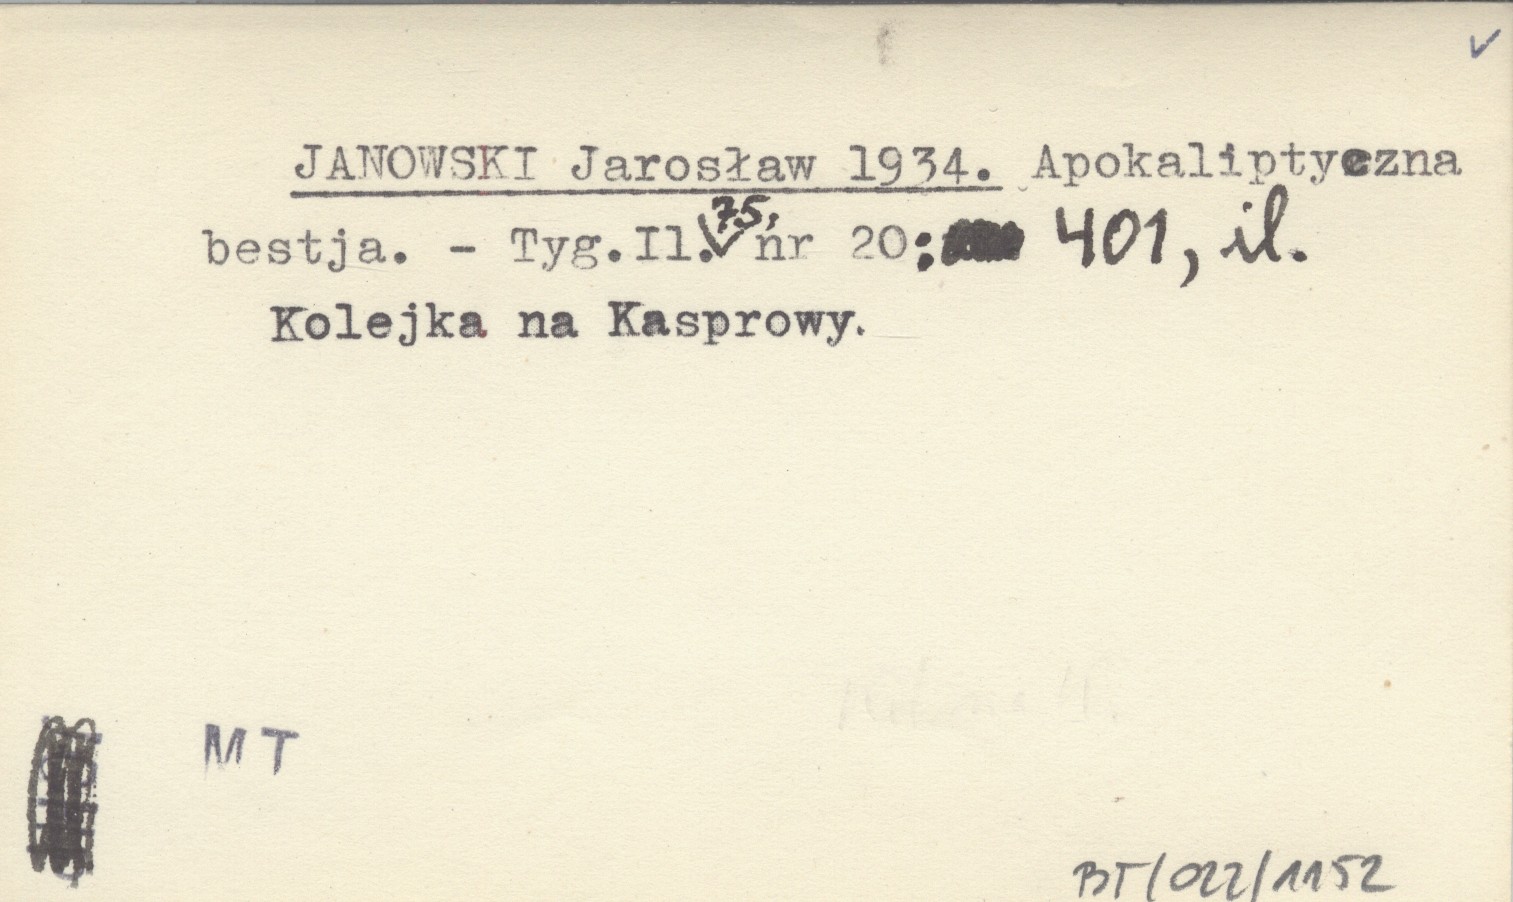 ✓
JANOWSKI Jarosław 1934. Apokaliptyczna
bestja. - Tyg.Il. 75, nr 20: 401, il.
Kolejka na Kasprowy.
MT
BT/022/1152